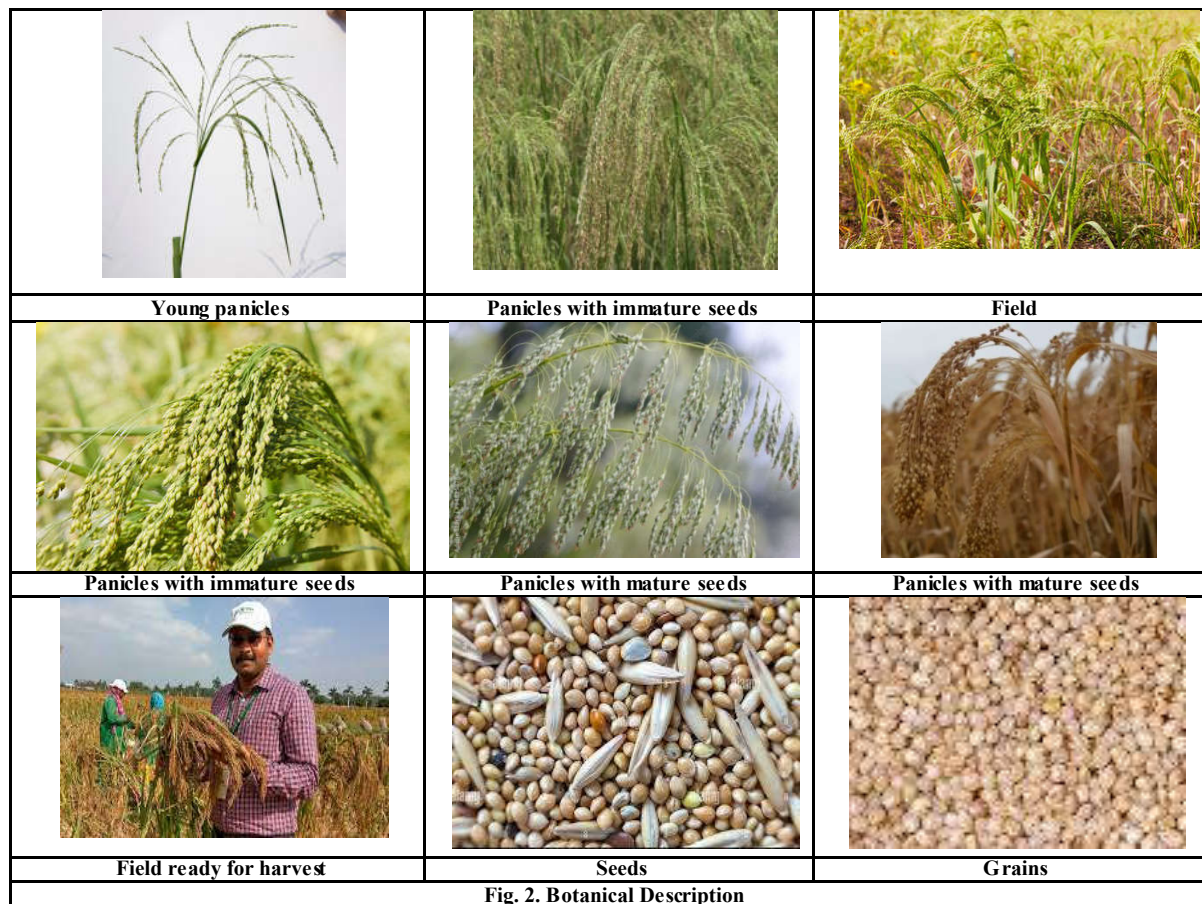 Young panicles
Panicles with immature seeds
Field
Panicles with immature seeds
Panicles with mature seeds
Panicles with mature seeds
Field ready for harvest
Seeds
Grains
Fig. 2. Botanical Description